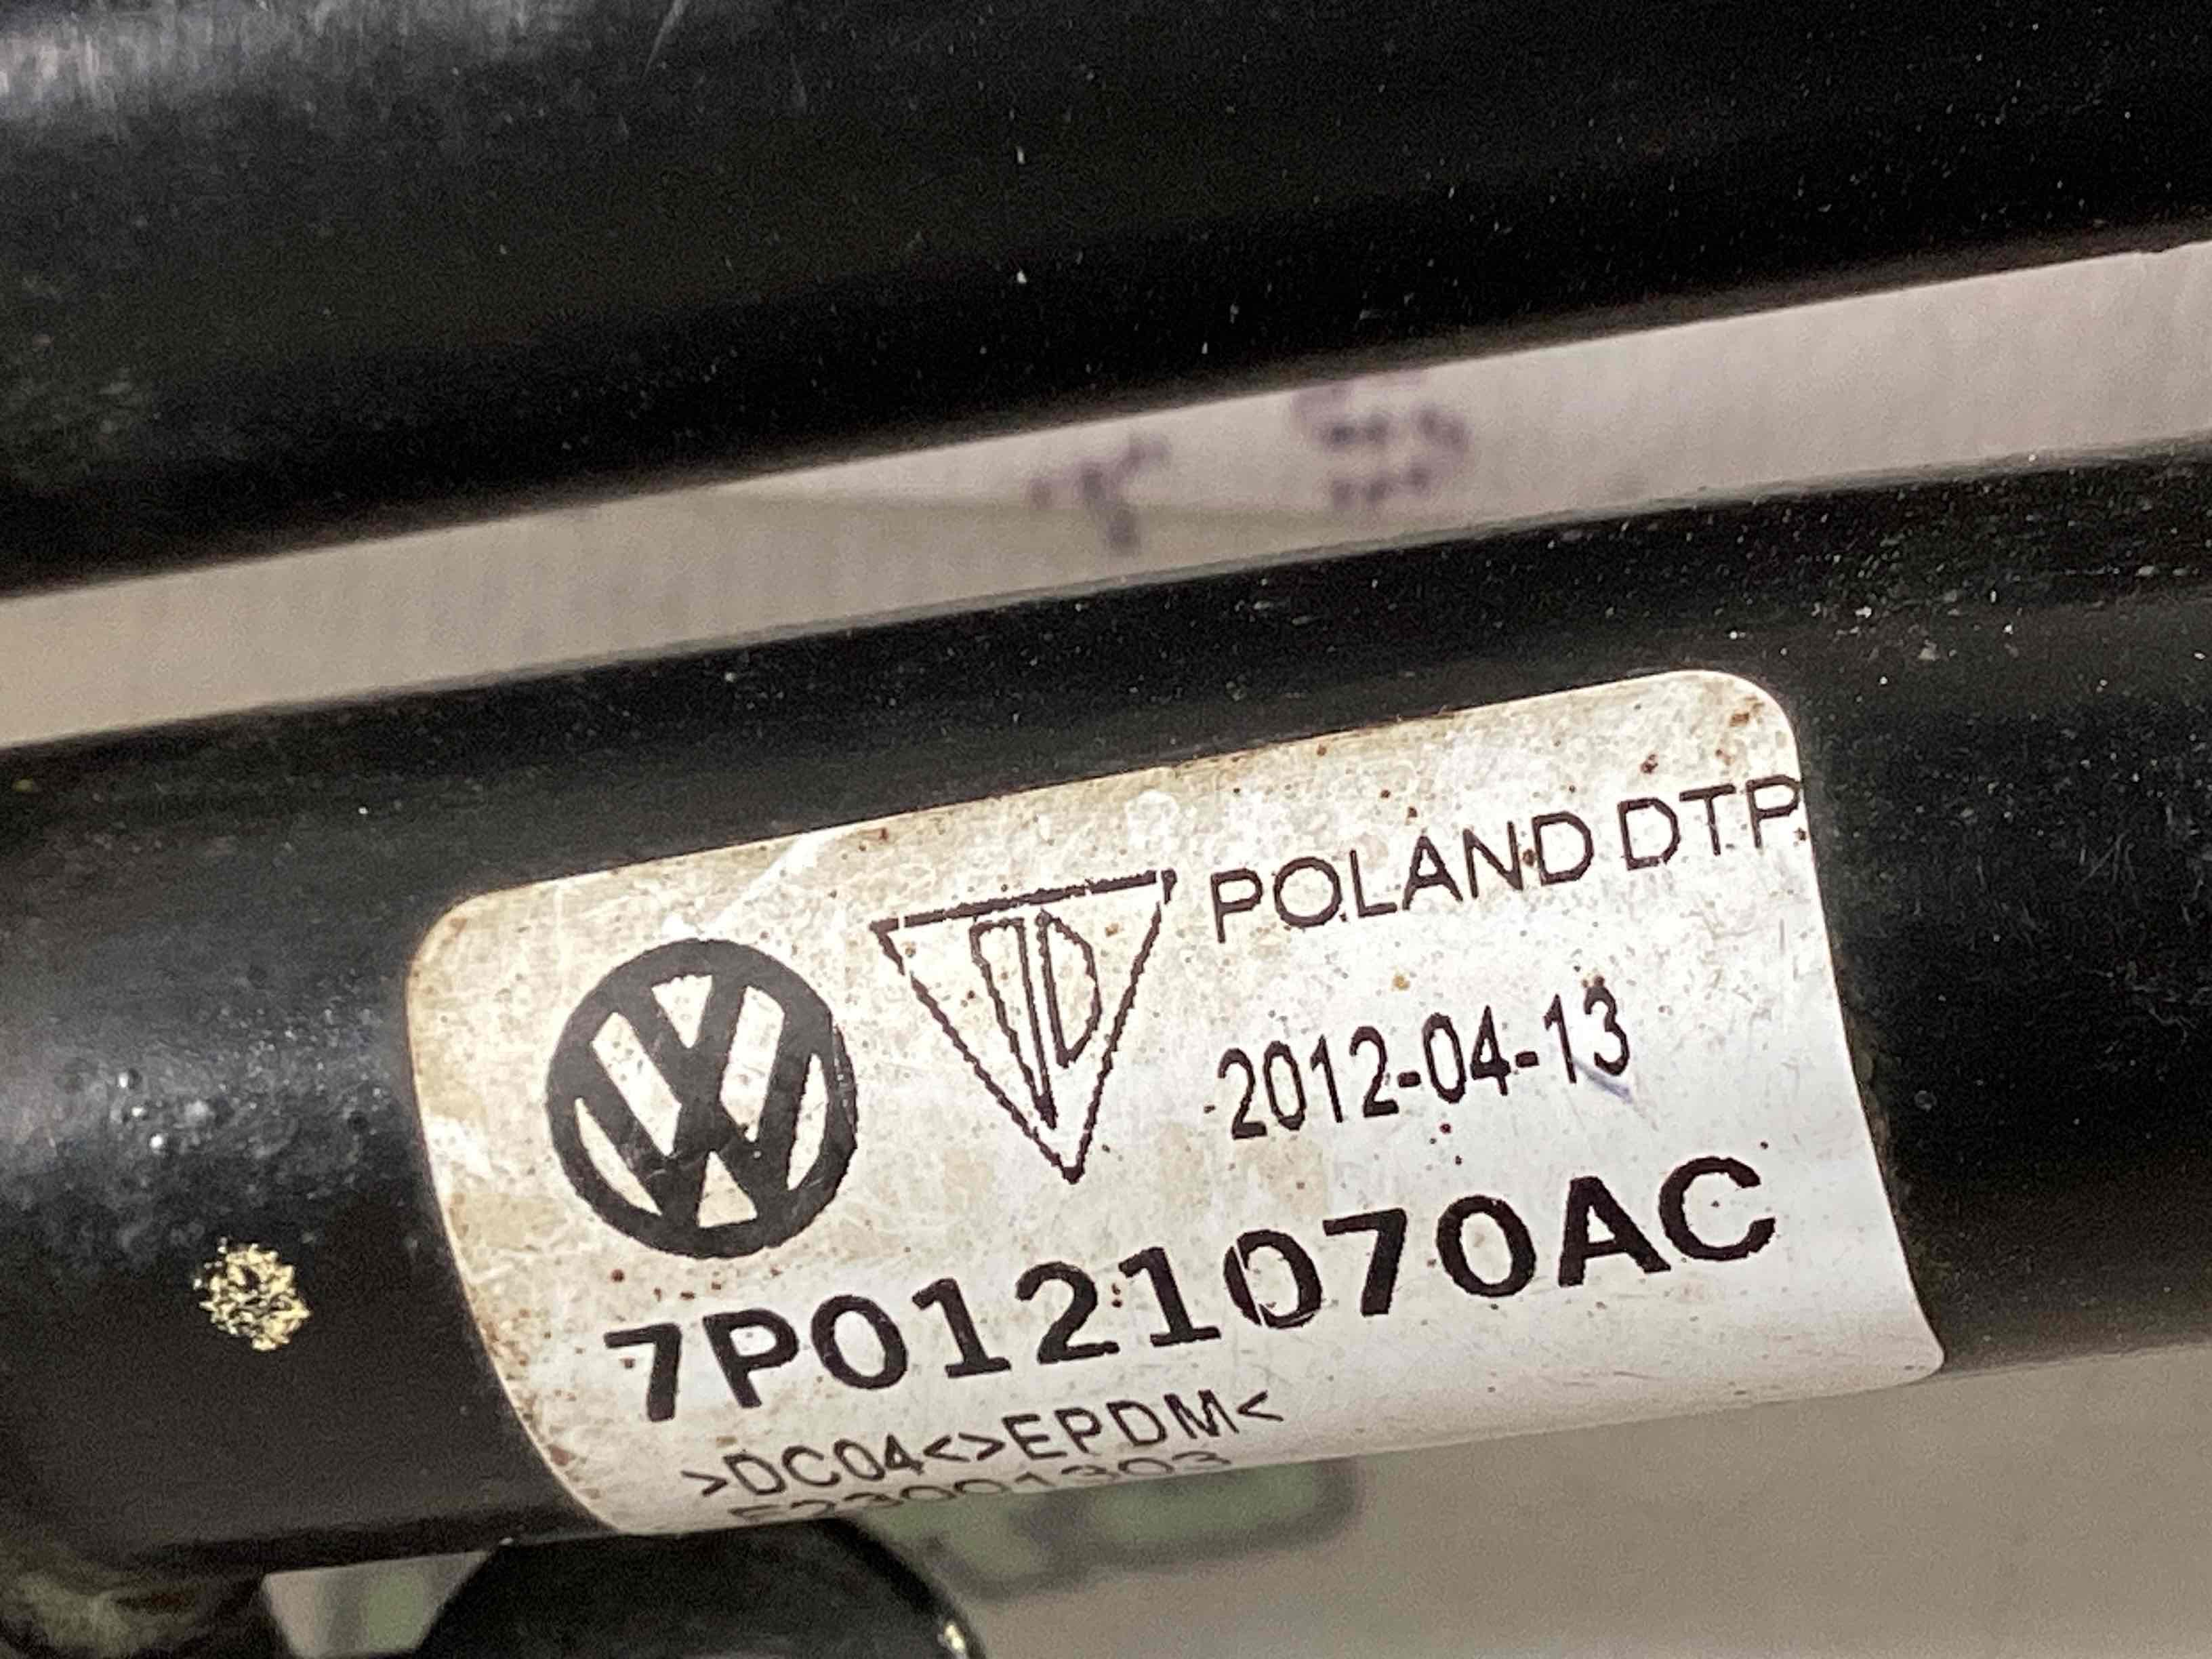 POLAND DTP
2012-04-13
7P0121070AC
>DC04<>EPDM<